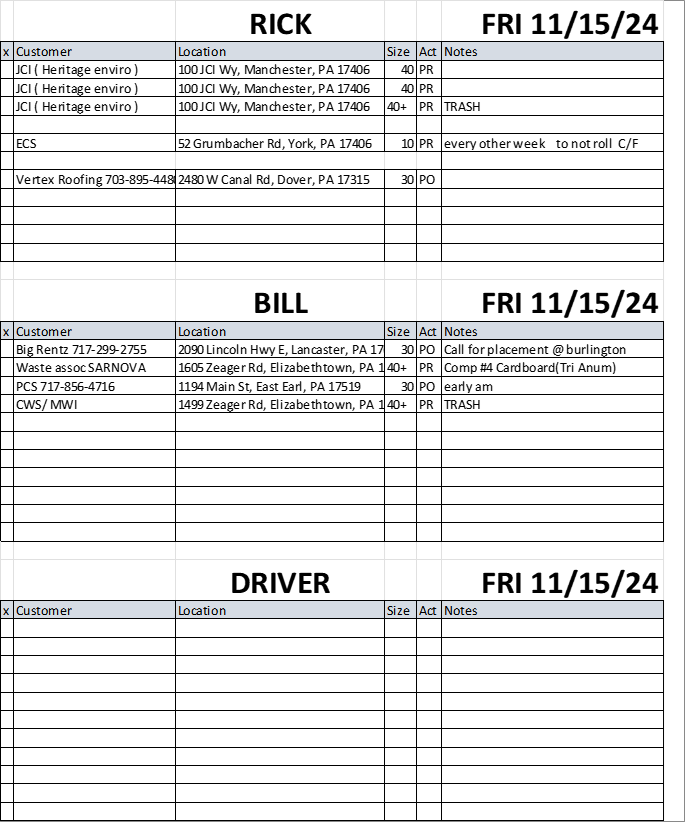 RICK FRI 11/15/24
x Customer Location Size Act Notes
JCI ( Heritage enviro ) 100 JCI Wy, Manchester, PA 17406 40 PR
JCI ( Heritage enviro ) 100 JCI Wy, Manchester, PA 17406 40 PR
JCI ( Heritage enviro ) 100 JCI Wy, Manchester, PA 17406 40+ PR TRASH
ECS 52 Grumbacher Rd, York, PA 17406 10 PR every other week to not roll C/F
Vertex Roofing 703-895-448 2480 W Canal Rd, Dover, PA 17315 30 PO
BILL FRI 11/15/24
x Customer Location Size Act Notes
Big Rentz 717-299-2755 2090 Lincoln Hwy E, Lancaster, PA 17 30 PO Call for placement @ burlington
Waste assoc SARNOVA 1605 Zeager Rd, Elizabethtown, PA 1 40+ PR Comp #4 Cardboard(Tri Anum)
PCS 717-856-4716 1194 Main St, East Earl, PA 17519 30 PO early am
CWS/ MWI 1499 Zeager Rd, Elizabethtown, PA 1 40+ PR TRASH
DRIVER FRI 11/15/24
x Customer Location Size Act Notes